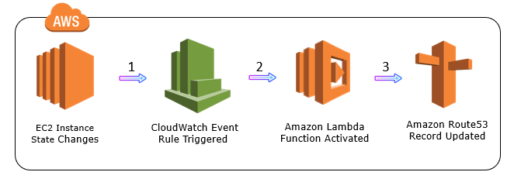 AWS
1
2
3
EC2 Instance
State Changes
CloudWatch Event
Rule Triggered
Amazon Lambda
Function Activated
Amazon Route53
Record Updated